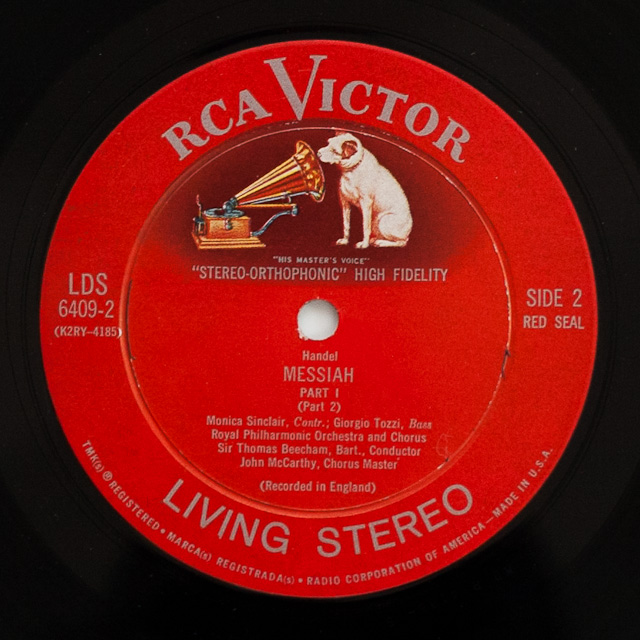 RCA VICTOR
"HIS MASTER'S VOICE"
"STEREO-ORTHOPHONIC" HIGH FIDELITY
LDS
6409-2
(K2RY-4185)
SIDE 2
RED SEAL
Handel
MESSIAH
PART I
(Part 2)
Monica Sinclair, Contr.; Giorgio Tozzi, Bass
Royal Philharmonic Orchestra and Chorus
Sir Thomas Beecham, Bart., Conductor
John McCarthy, Chorus Master
(Recorded in England)
LIVING STEREO
TMK(s) ® REGISTERED • MARCA(s) REGISTRADA(s) • RADIO CORPORATION OF AMERICA—MADE IN U.S.A.